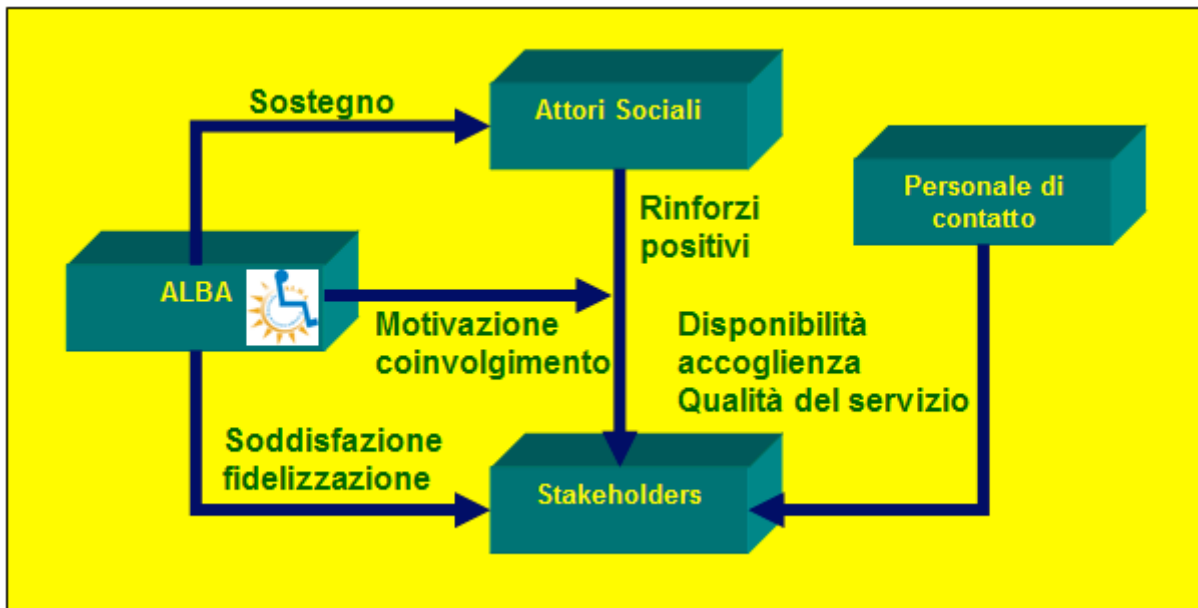 Sostegno
Attori Sociali
Personale di
contatto
Rinforzi
positivi
ALBA
Motivazione
coinvolgimento
Disponibilità
accoglienza
Qualità del servizio
Soddisfazione
fidelizzazione
Stakeholders